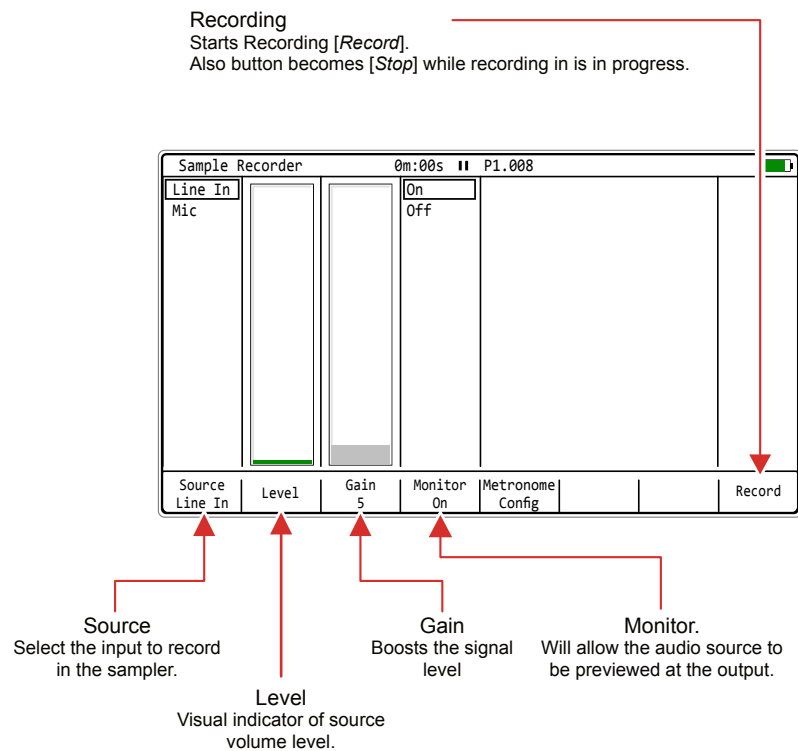 Recording
Starts Recording [Record].
Also button becomes [Stop] while recording in is in progress.
Sample Recorder 0m:00s P1.008
Line In
Mic
On
Off
Source
Line In
Level
Gain
5
Monitor
On
Metronome
Config
Record
Source
Select the input to record
in the sampler.
Level
Visual indicator of source
volume level.
Gain
Boosts the signal
level
Monitor.
Will allow the audio source to
be previewed at the output.